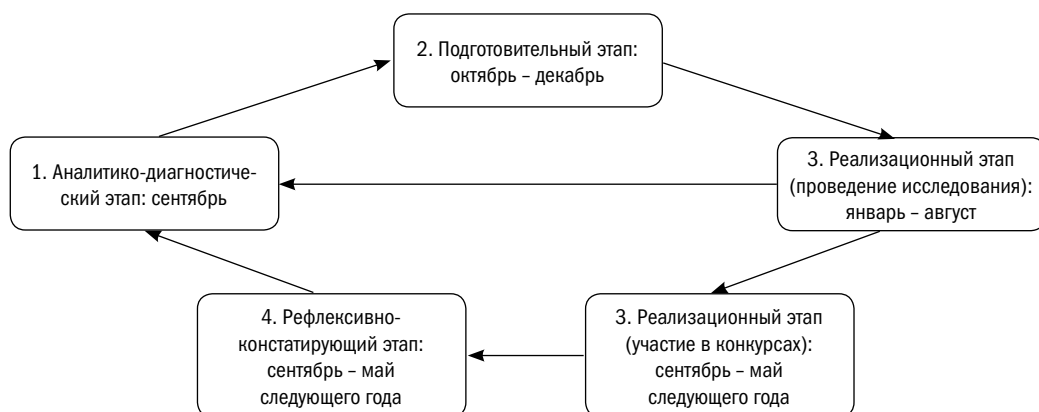 2. Подготовительный этап:
октябрь – декабрь
1. Аналитико-диагностиче-
ский этап: сентябрь
3. Реализационный этап
(проведение исследования):
январь – август
4. Рефлексивно-
констатирующий этап:
сентябрь – май
следующего года
3. Реализационный этап
(участие в конкурсах):
сентябрь – май
следующего года